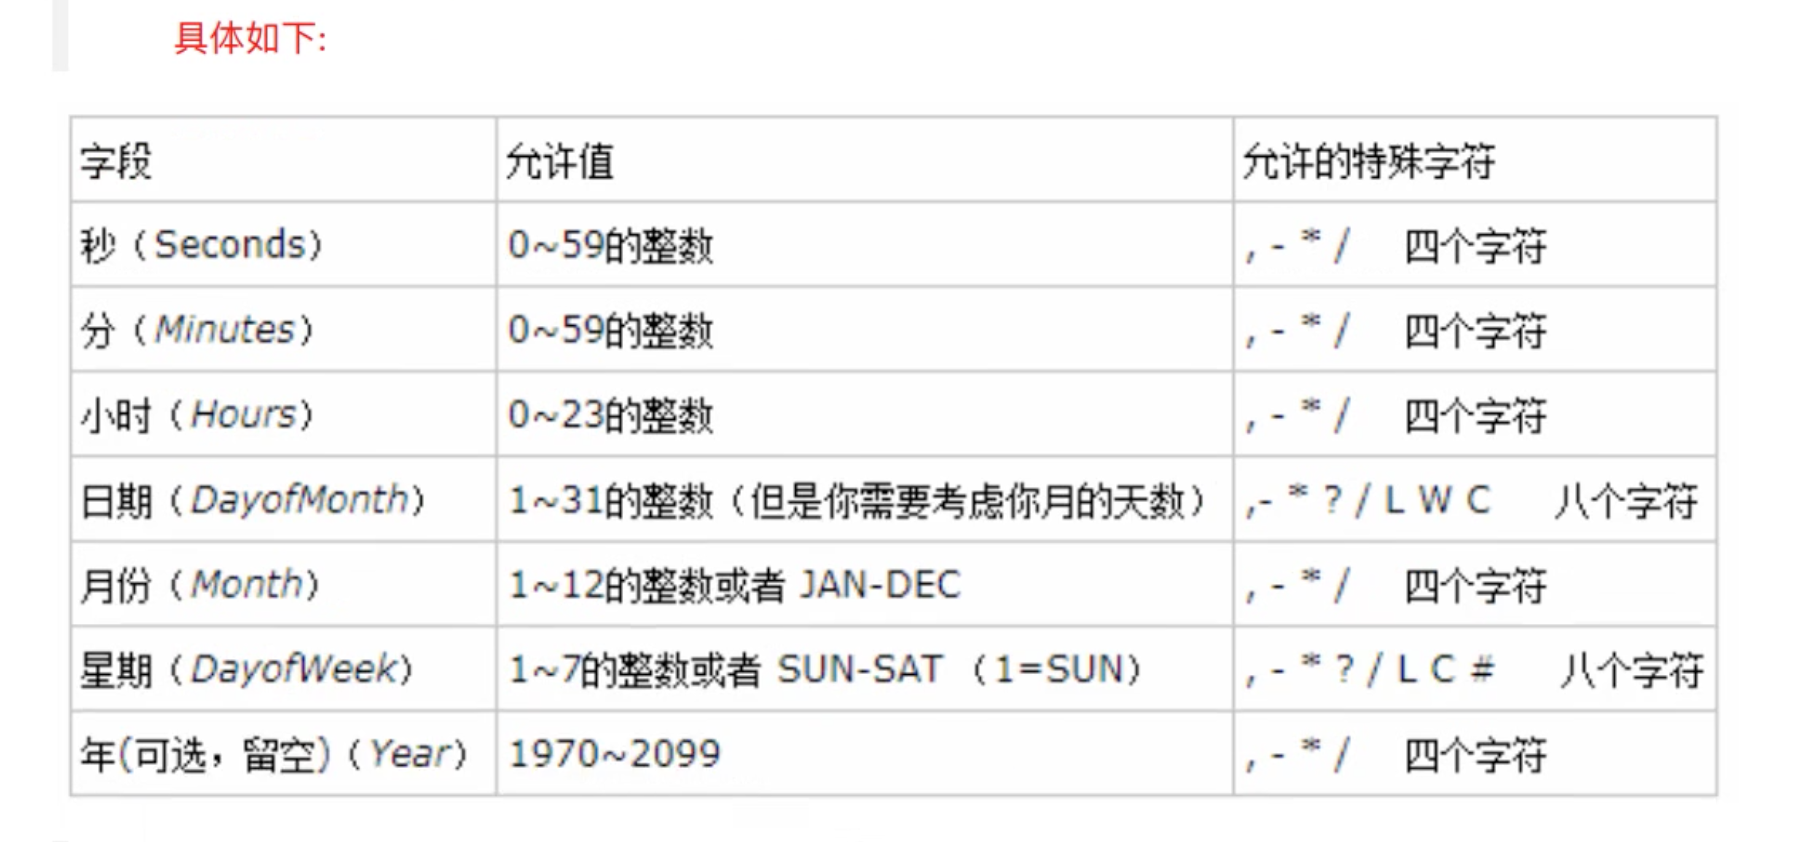 具体如下:
字段 允许值 允许的特殊字符
秒（Seconds） 0~59的整数 , - * / 四个字符
分（Minutes） 0~59的整数 , - * / 四个字符
小时（Hours） 0~23的整数 , - * / 四个字符
日期（DayofMonth） 1~31的整数（但是你需要考虑你月的天数） ,- * ? / L W C 八个字符
月份（Month） 1~12的整数或者 JAN-DEC , - * / 四个字符
星期（DayofWeek） 1~7的整数或者 SUN-SAT （1=SUN） , - * ? / L C # 八个字符
年(可选，留空)（Year） 1970~2099 , - * / 四个字符